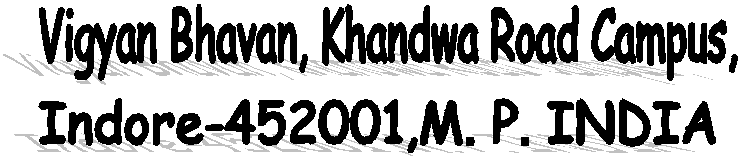 Vigyan Bhavan, Khandwa Road Campus,
Indore-452001,M. P. INDIA